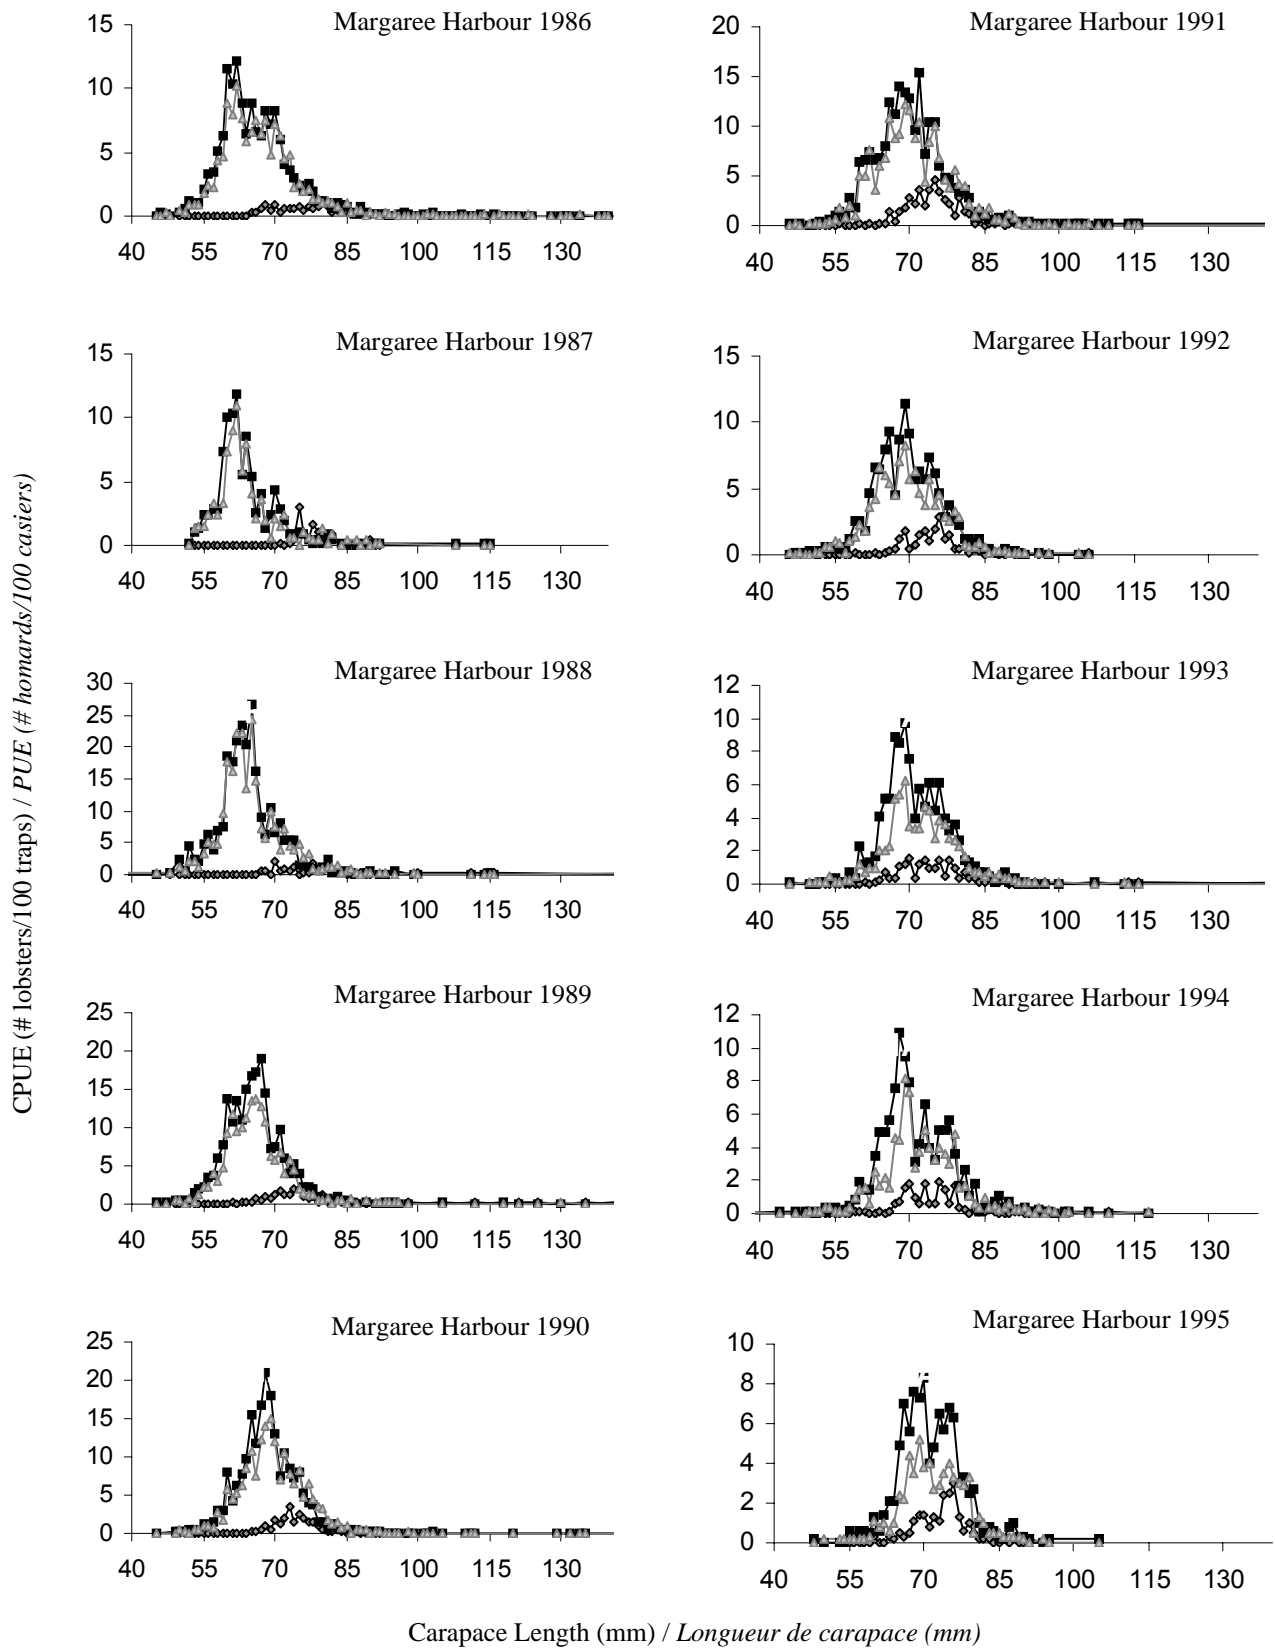 CPUE (# lobsters/100 traps) / PUE (# homards/100 casiers)
Margaree Harbour 1986
15
10
5
0
40 55 70 85 100 115 130
Margaree Harbour 1987
15
10
5
0
40 55 70 85 100 115 130
Margaree Harbour 1988
30
25
20
15
10
5
0
40 55 70 85 100 115 130
Margaree Harbour 1989
25
20
15
10
5
0
40 55 70 85 100 115 130
Margaree Harbour 1990
25
20
15
10
5
0
40 55 70 85 100 115 130
Margaree Harbour 1991
20
15
10
5
0
40 55 70 85 100 115 130
Margaree Harbour 1992
15
10
5
0
40 55 70 85 100 115 130
Margaree Harbour 1993
12
10
8
6
4
2
0
40 55 70 85 100 115 130
Margaree Harbour 1994
12
10
8
6
4
2
0
40 55 70 85 100 115 130
Margaree Harbour 1995
10
8
6
4
2
0
40 55 70 85 100 115 130
Carapace Length (mm) / Longueur de carapace (mm)